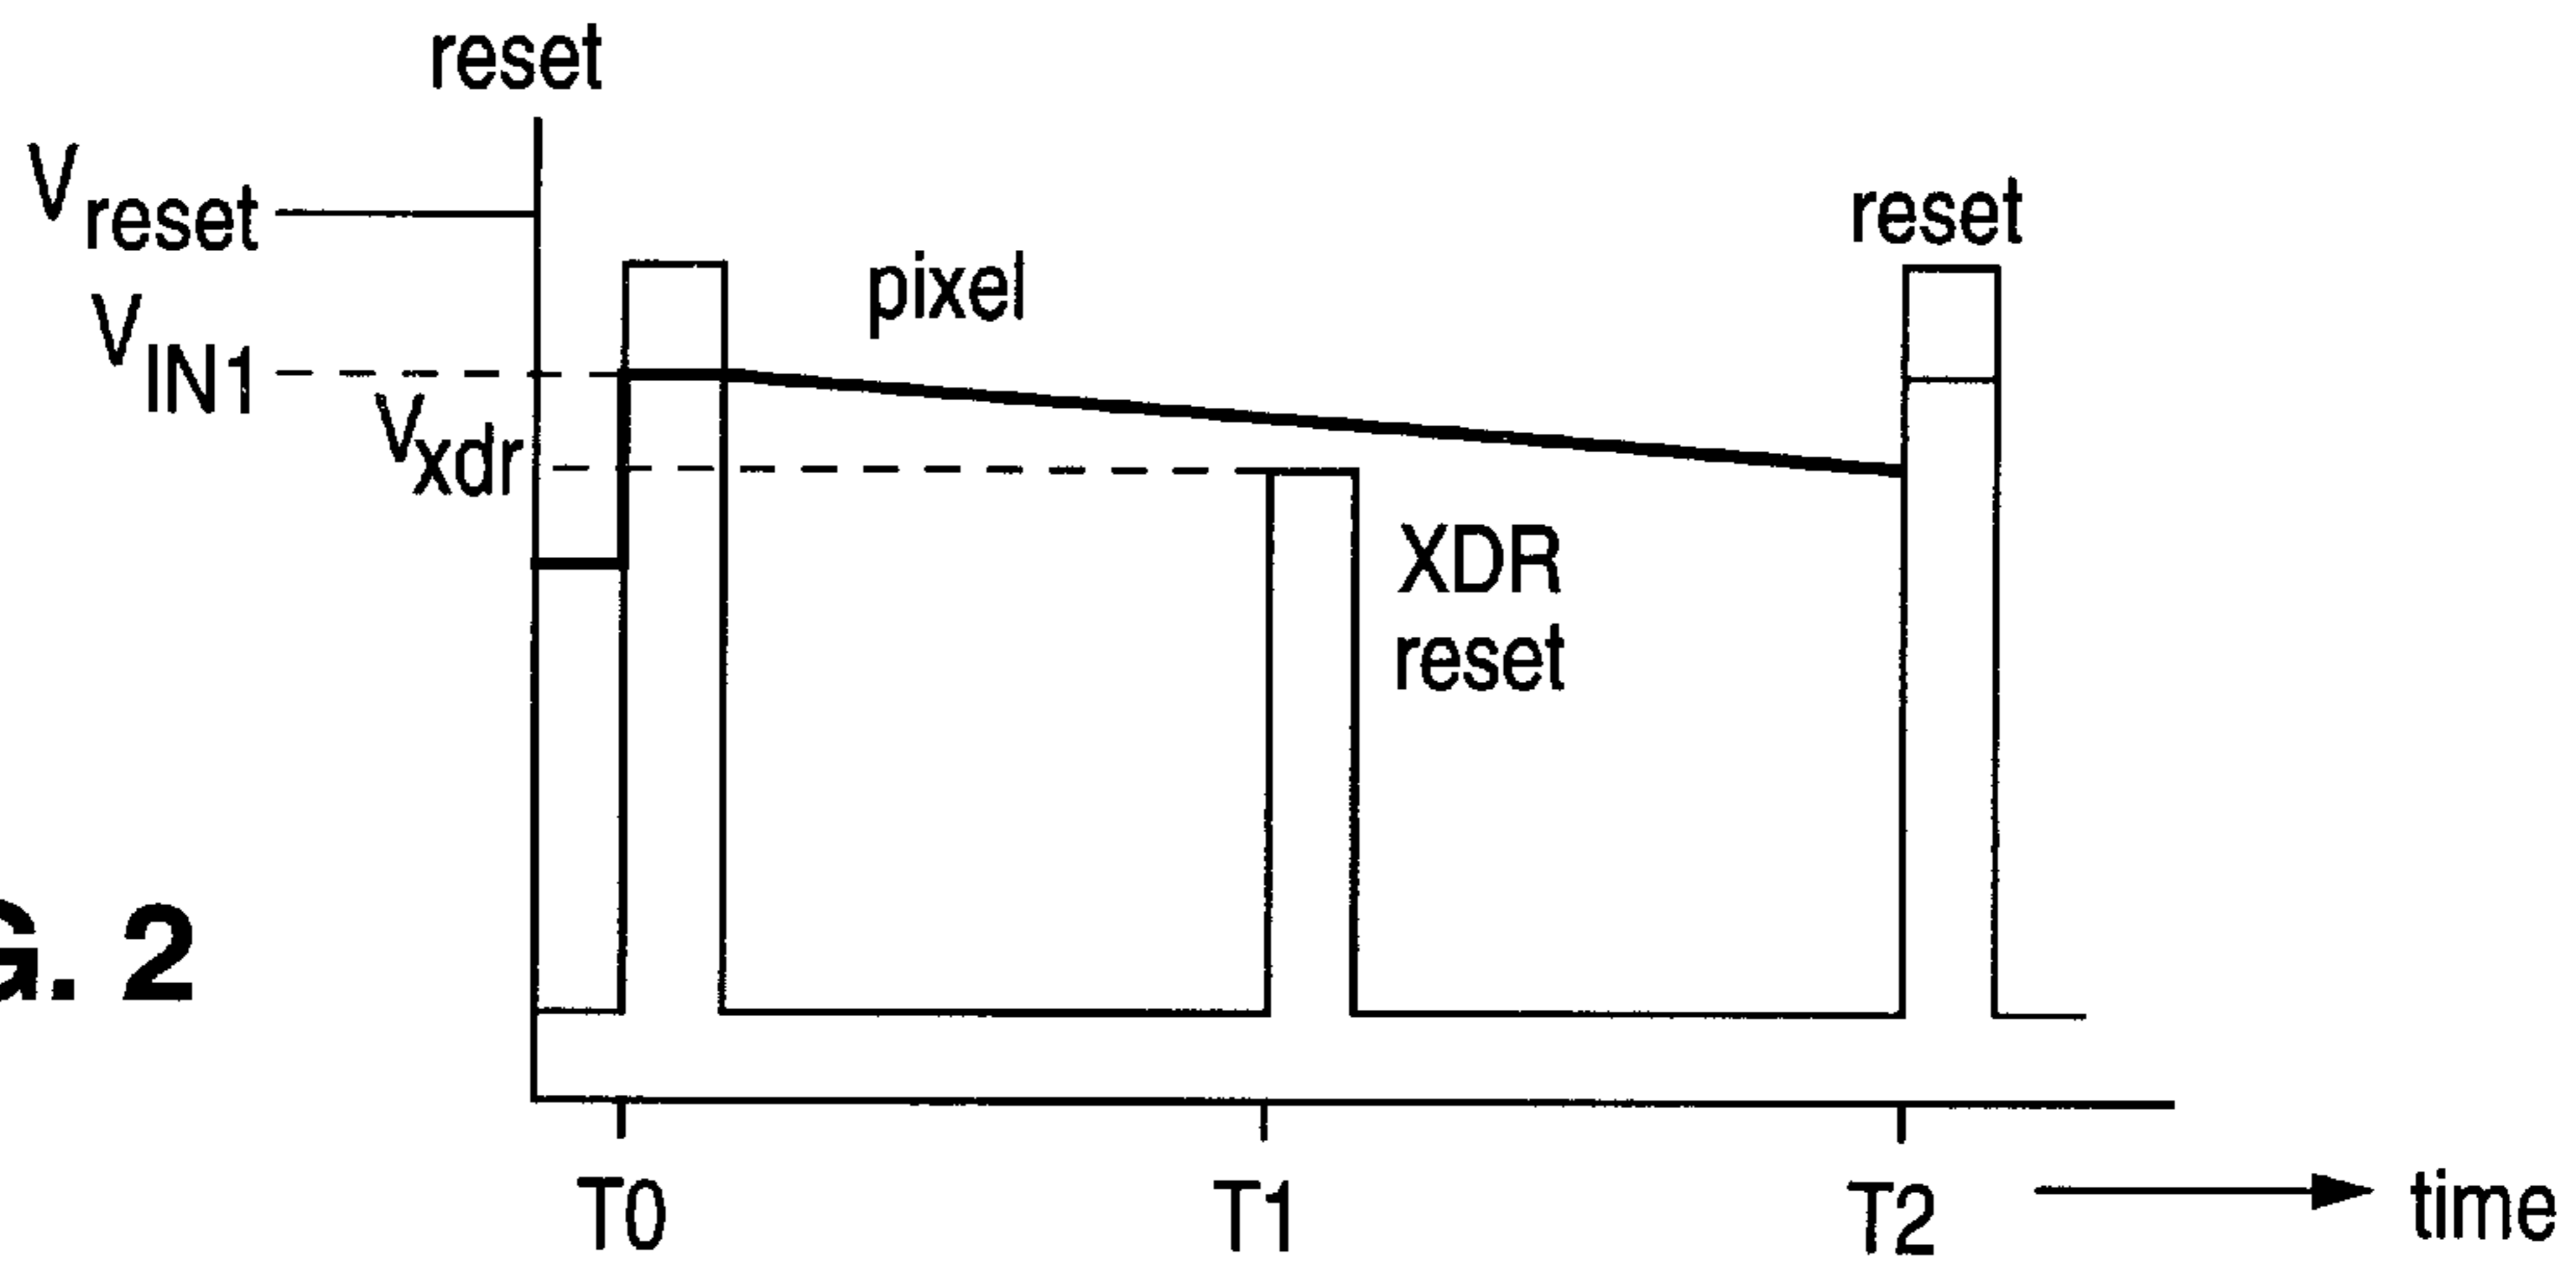 reset
Vreset
reset
pixel
VIN1
Vxdr
XDR
reset
G. 2
T0
T1
T2
time